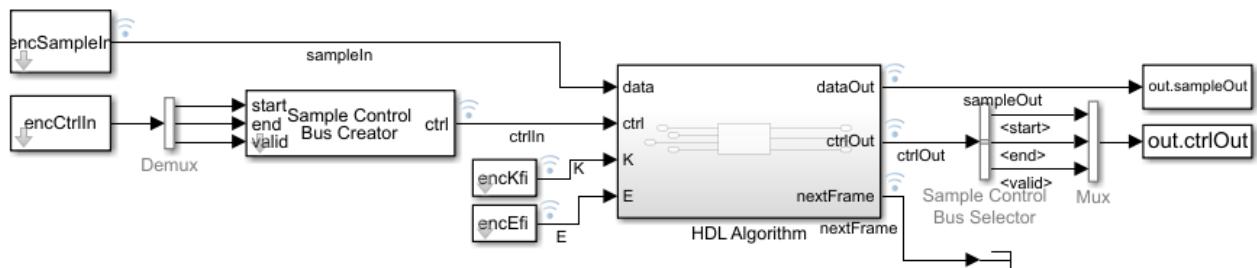 encSampleIn
sampleIn
encCtrlIn
Demux
start
end
valid
Sample Control
Bus Creator
ctrl
ctrlIn
encKfi
K
encEfi
E
data
ctrl
K
E
dataOut
ctrlOut
nextFrame
HDL Algorithm
sampleOut
ctrlOut
nextFrame
<start>
<end>
<valid>
Sample Control
Bus Selector
Mux
out.sampleOut
out.ctrlOut